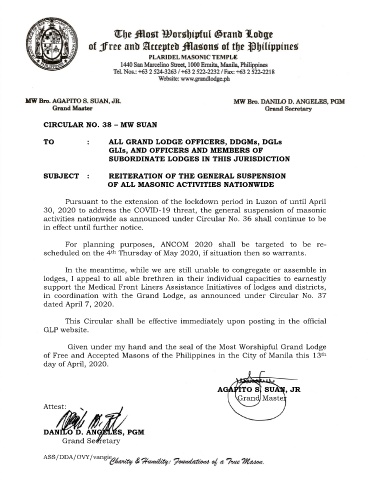 The Most Worshipful Grand Lodge
of Free and Accepted Masons of the Philippines
PLARIDEL MASONIC TEMPLE
1440 San Marcelino Street, 1000 Ermita, Manila, Philippines
Tel. Nos.: +63 2 524-3263 / +63 2 522-2232 / Fax: +63 2 522-2218
Website: www.grandlodge.ph
MW Bro. AGAPITO S. SUAN, JR. MW Bro. DANILO D. ANGELES, PGM
Grand Master Grand Secretary
CIRCULAR NO. 38 – MW SUAN
TO : ALL GRAND LODGE OFFICERS, DDGMs, DGLs
GLIs, AND OFFICERS AND MEMBERS OF
SUBORDINATE LODGES IN THIS JURISDICTION
SUBJECT : REITERATION OF THE GENERAL SUSPENSION
OF ALL MASONIC ACTIVITIES NATIONWIDE
Pursuant to the extension of the lockdown period in Luzon until April
30, 2020 to address the COVID-19 threat, the general suspension of masonic
activities nationwide as announced under Circular No. 36 shall continue to
be in effect until further notice.
For planning purposes, ANCOM 2020 shall be targeted to be re-
scheduled on the 4th Thursday of May 2020, if situation then so warrants.
In the meantime, while we are still unable to congregate or assemble in
lodges, I appeal to all able brethren in their individual capacities to earnestly
support the Medical Front Liners Assistance Initiatives of lodges and districts,
in coordination with the Grand Lodge, as announced under Circular No. 37
dated April 7, 2020.
This Circular shall be effective immediately upon posting in the official
GLP website.
Given under my hand and the seal of the Most Worshipful Grand Lodge
of Free and Accepted Masons of the Philippines in the City of Manila this 13th
day of April, 2020.
AGAPITO S. SUAN, JR
Grand Master
Attest:
DANILO D. ANGELES, PGM
Grand Secretary
ASS/DDA/OVY/vangie
Charity & Humility: Foundations of a True Mason.